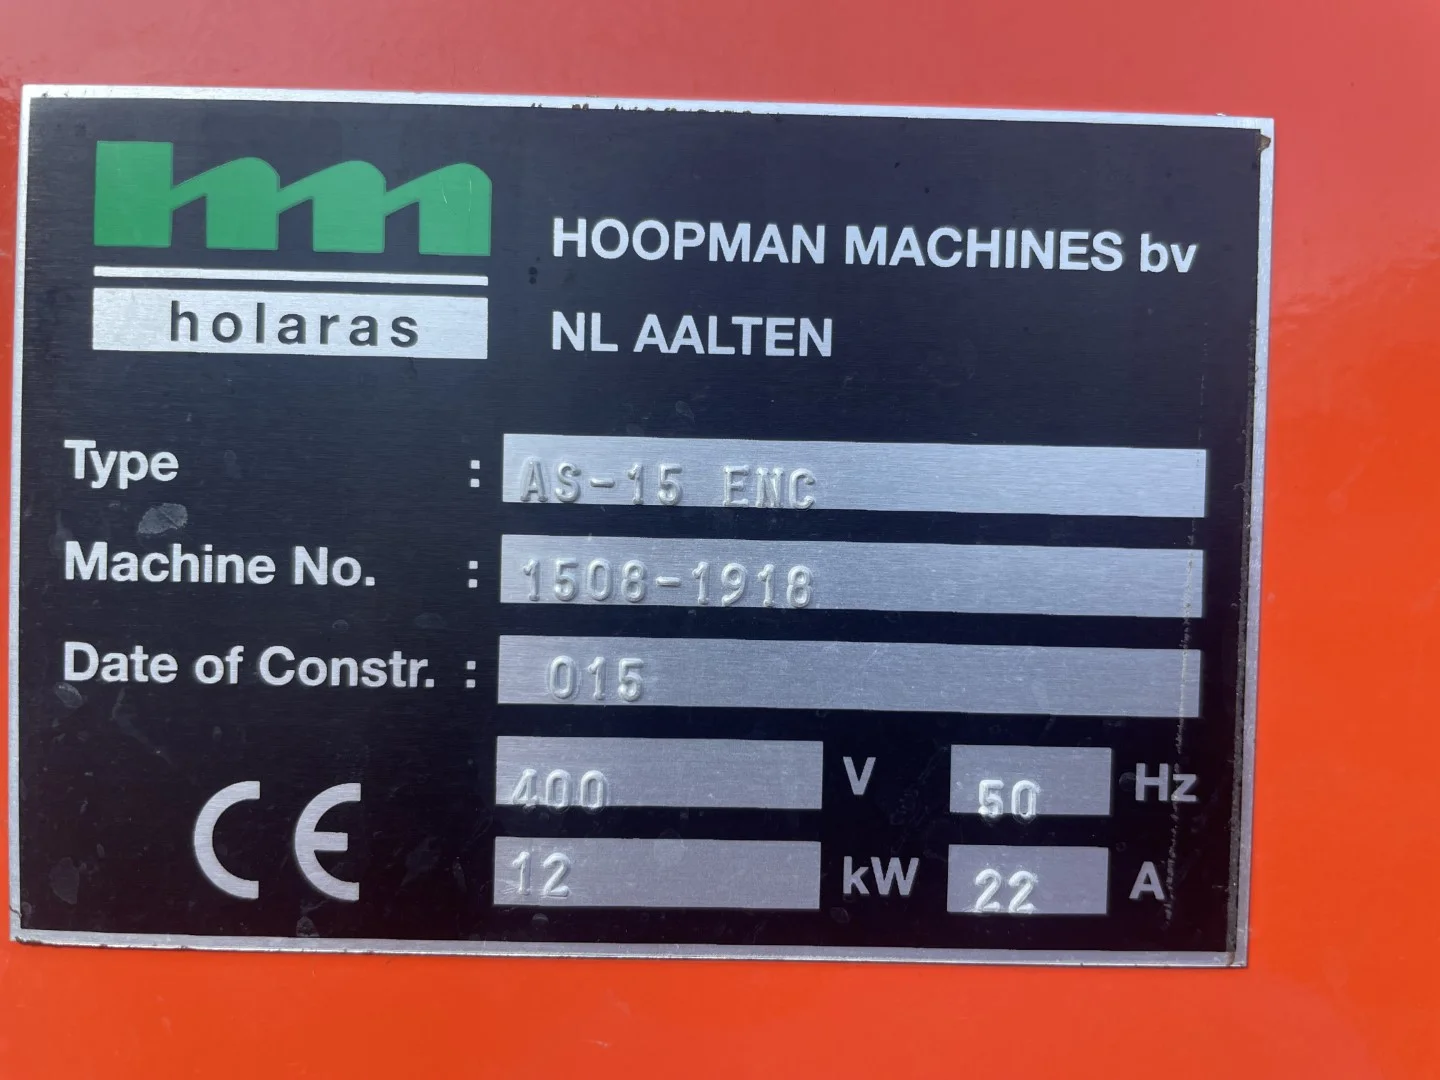 holaras
HOOPMAN MACHINES bv
NL AALTEN
Type : AS-15 ENC
Machine No. : 1508-1918
Date of Constr. : 015
400 V 50 Hz
CE 12 kW 22 A